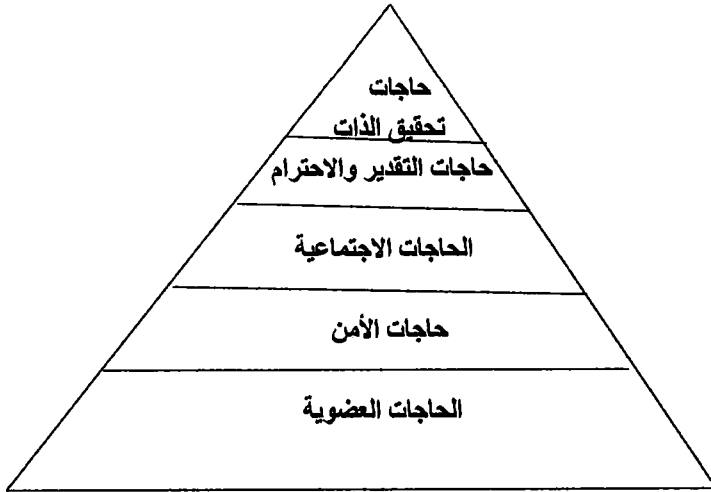 حاجات
تحقيق الذات
حاجات التقدير والاحترام
الحاجات الاجتماعية
حاجات الأمن
الحاجات العضوية